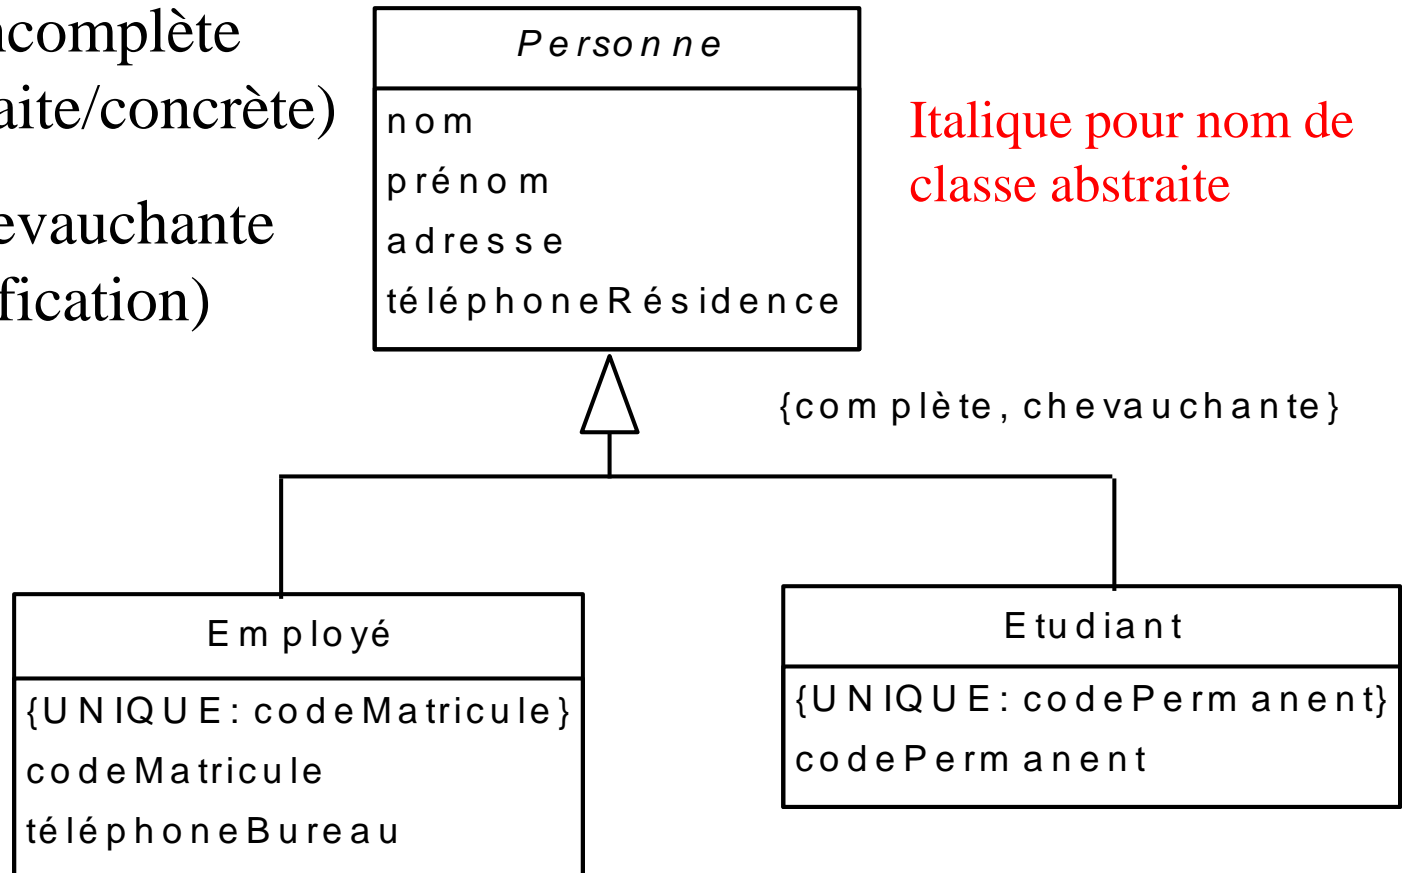 ncomplète
aite/concrète)
evauchante
fication)
Personne
nom
prénom
adresse
téléphoneRésidence
Italique pour nom de
classe abstraite
{complète, chevauchante}
Employé
{UNIQUE: codeMatricule}
codeMatricule
téléphoneBureau
Etudiant
{UNIQUE: codePermanent}
codePermanent